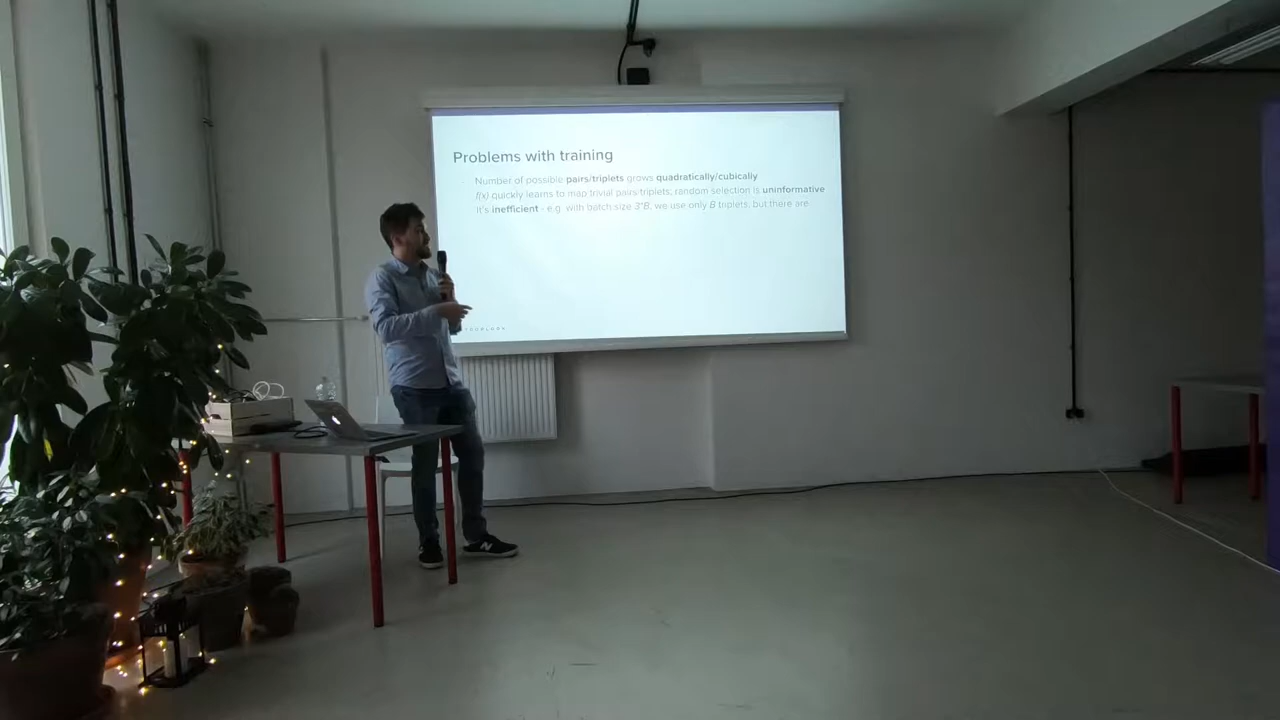 Problems with training
Number of possible pairs/triplets grows quadratically/cubically
f(x) quickly learns to map trivial pairs triplets; random selection is uninformative
It's inefficient - e.g. with batch size 3*B, we use only B triplets, but there are